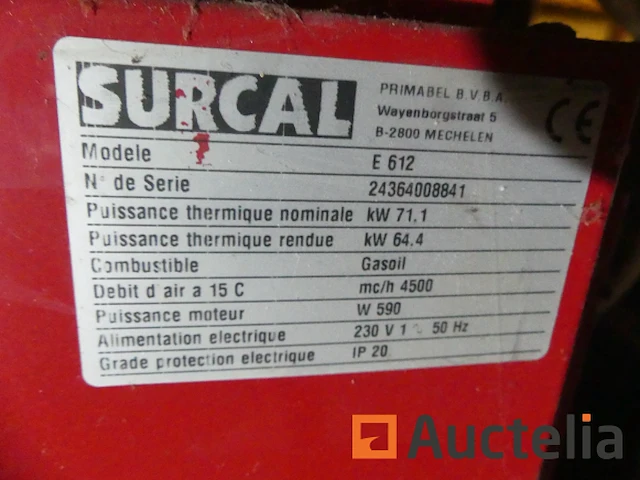 SURCAL
PRIMABEL B.V.B.A.
Wayenborgstraat 5
B-2800 MECHELEN
CE
Modele E 612
N° de Serie 24364008841
Puissance thermique nominale kW 71.1
Puissance thermique rendue kW 64.4
Combustible Gasoil
Debit d'air a 15 C mc/h 4500
Puissance moteur W 590
Alimentation electrique 230 V 1 ~ 50 Hz
Grade protection electrique IP 20
Auctelia